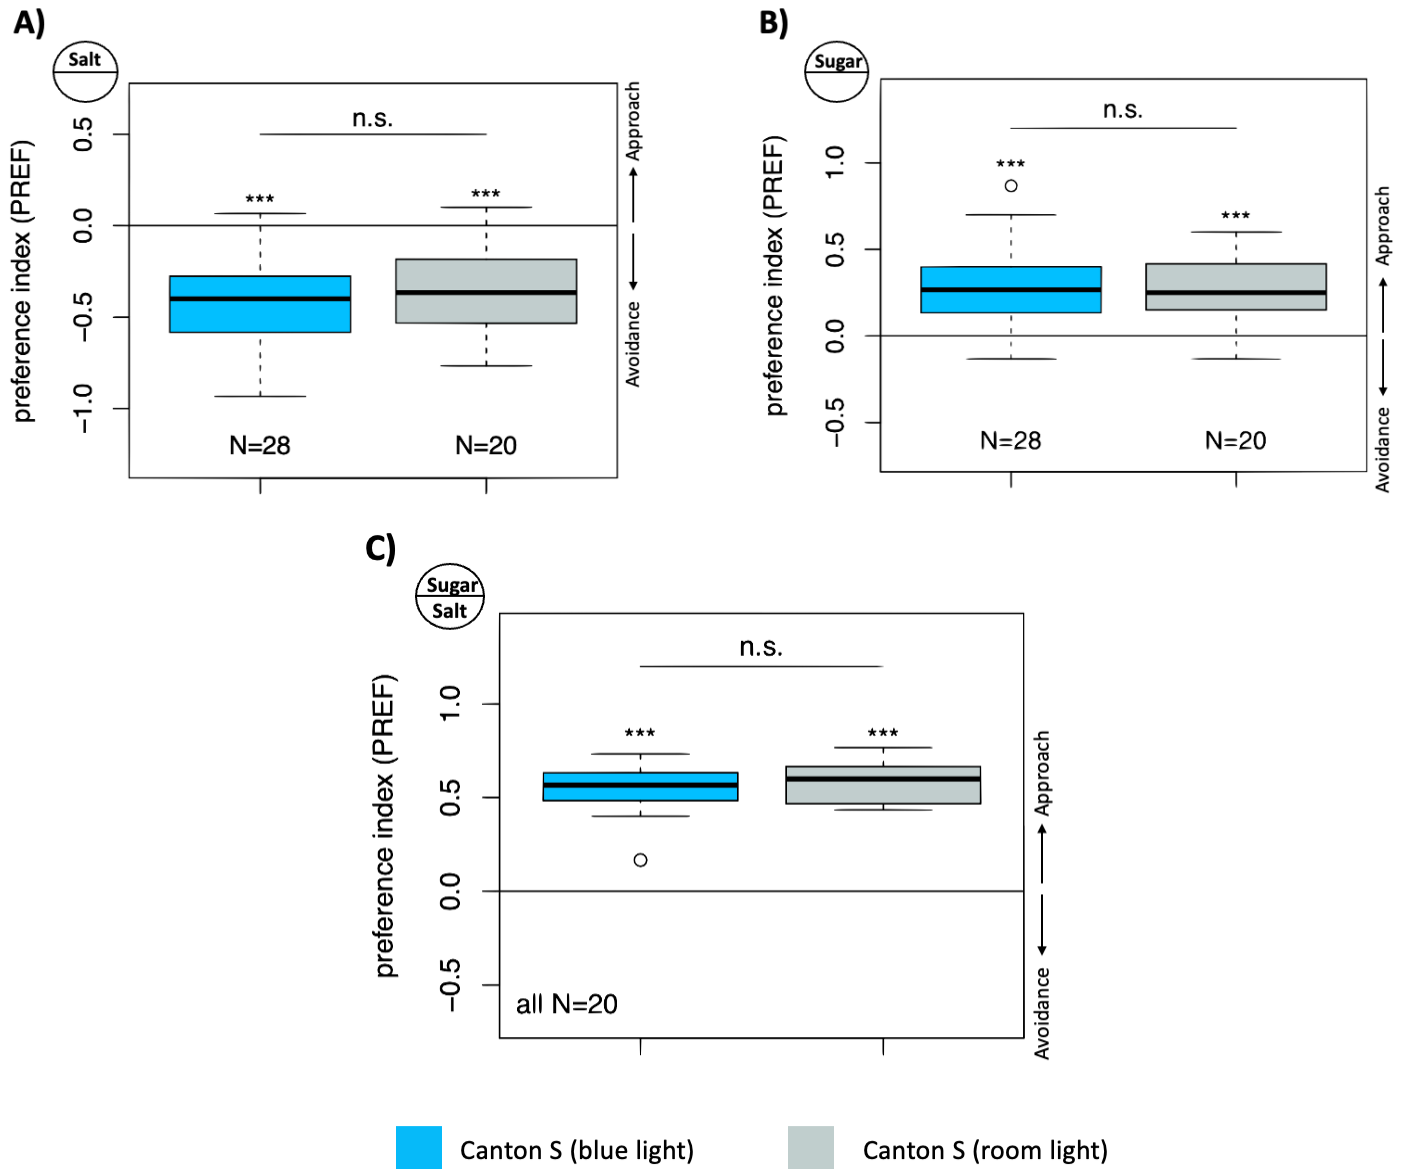 A)
Salt
preference index (PREF)
0.5
0.0
−0.5
−1.0
n.s.
***
***
N=28
N=20
Approach
Avoidance
B)
Sugar
preference index (PREF)
1.0
0.5
0.0
−0.5
n.s.
***
***
N=28
N=20
Approach
Avoidance
C)
Sugar
Salt
preference index (PREF)
1.0
0.5
0.0
−0.5
n.s.
***
***
all N=20
Approach
Avoidance
Canton S (blue light)
Canton S (room light)